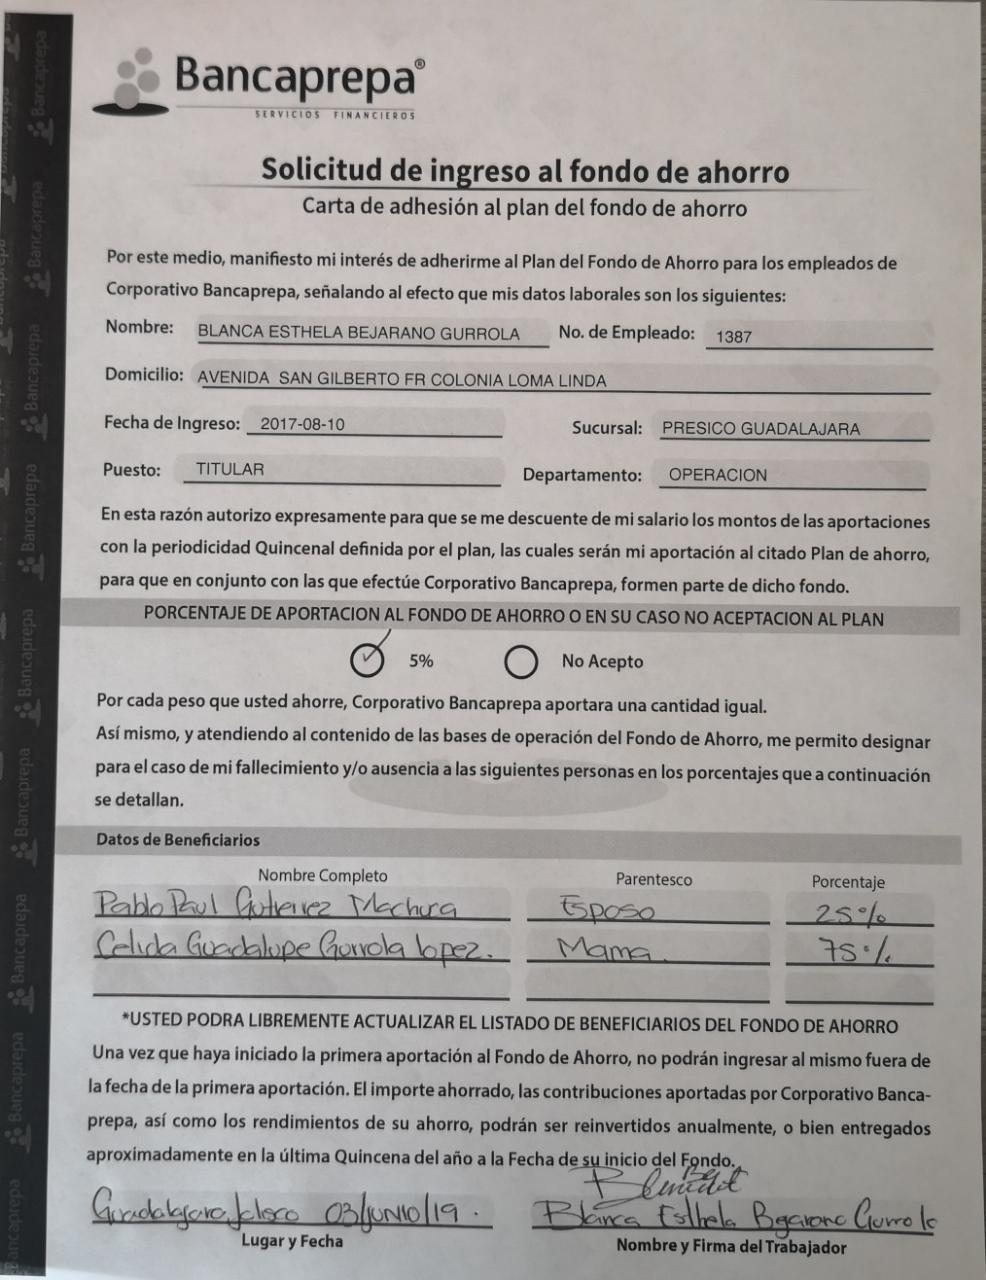 Bancaprepa®
SERVICIOS FINANCIEROS
Solicitud de ingreso al fondo de ahorro
Carta de adhesión al plan del fondo de ahorro
Por este medio, manifiesto mi interés de adherirme al Plan del Fondo de Ahorro para los empleados de
Corporativo Bancaprepa, señalando al efecto que mis datos laborales son los siguientes:
Nombre: BLANCA ESTHELA BEJARANO GURROLA No. de Empleado: 1387
Domicilio: AVENIDA SAN GILBERTO FR COLONIA LOMA LINDA
Fecha de Ingreso: 2017-08-10 Sucursal: PRESICO GUADALAJARA
Puesto: TITULAR Departamento: OPERACION
En esta razón autorizo expresamente para que se me descuente de mi salario los montos de las aportaciones
con la periodicidad Quincenal definida por el plan, las cuales serán mi aportación al citado Plan de ahorro,
para que en conjunto con las que efectúe Corporativo Bancaprepa, formen parte de dicho fondo.
PORCENTAJE DE APORTACION AL FONDO DE AHORRO O EN SU CASO NO ACEPTACION AL PLAN
5% No Acepto
Por cada peso que usted ahorre, Corporativo Bancaprepa aportara una cantidad igual.
Así mismo, y atendiendo al contenido de las bases de operación del Fondo de Ahorro, me permito designar
para el caso de mi fallecimiento y/o ausencia a las siguientes personas en los porcentajes que a continuación
se detallan.
Datos de Beneficiarios
Nombre Completo Parentesco Porcentaje
Pablo Paul Gutierrez Machuca Esposo 25%
Celida Guadalupe Gurrola lopez. Mama. 75%
*USTED PODRA LIBREMENTE ACTUALIZAR EL LISTADO DE BENEFICIARIOS DEL FONDO DE AHORRO
Una vez que haya iniciado la primera aportación al Fondo de Ahorro, no podrán ingresar al mismo fuera de
la fecha de la primera aportación. El importe ahorrado, las contribuciones aportadas por Corporativo Banca-
prepa, así como los rendimientos de su ahorro, podrán ser reinvertidos anualmente, o bien entregados
aproximadamente en la última Quincena del año a la Fecha de su inicio del Fondo.
Guadalajara Jalisco 03/JUNIO/19. Blanca Esthela Bejarano Gurrola
Lugar y Fecha Nombre y Firma del Trabajador